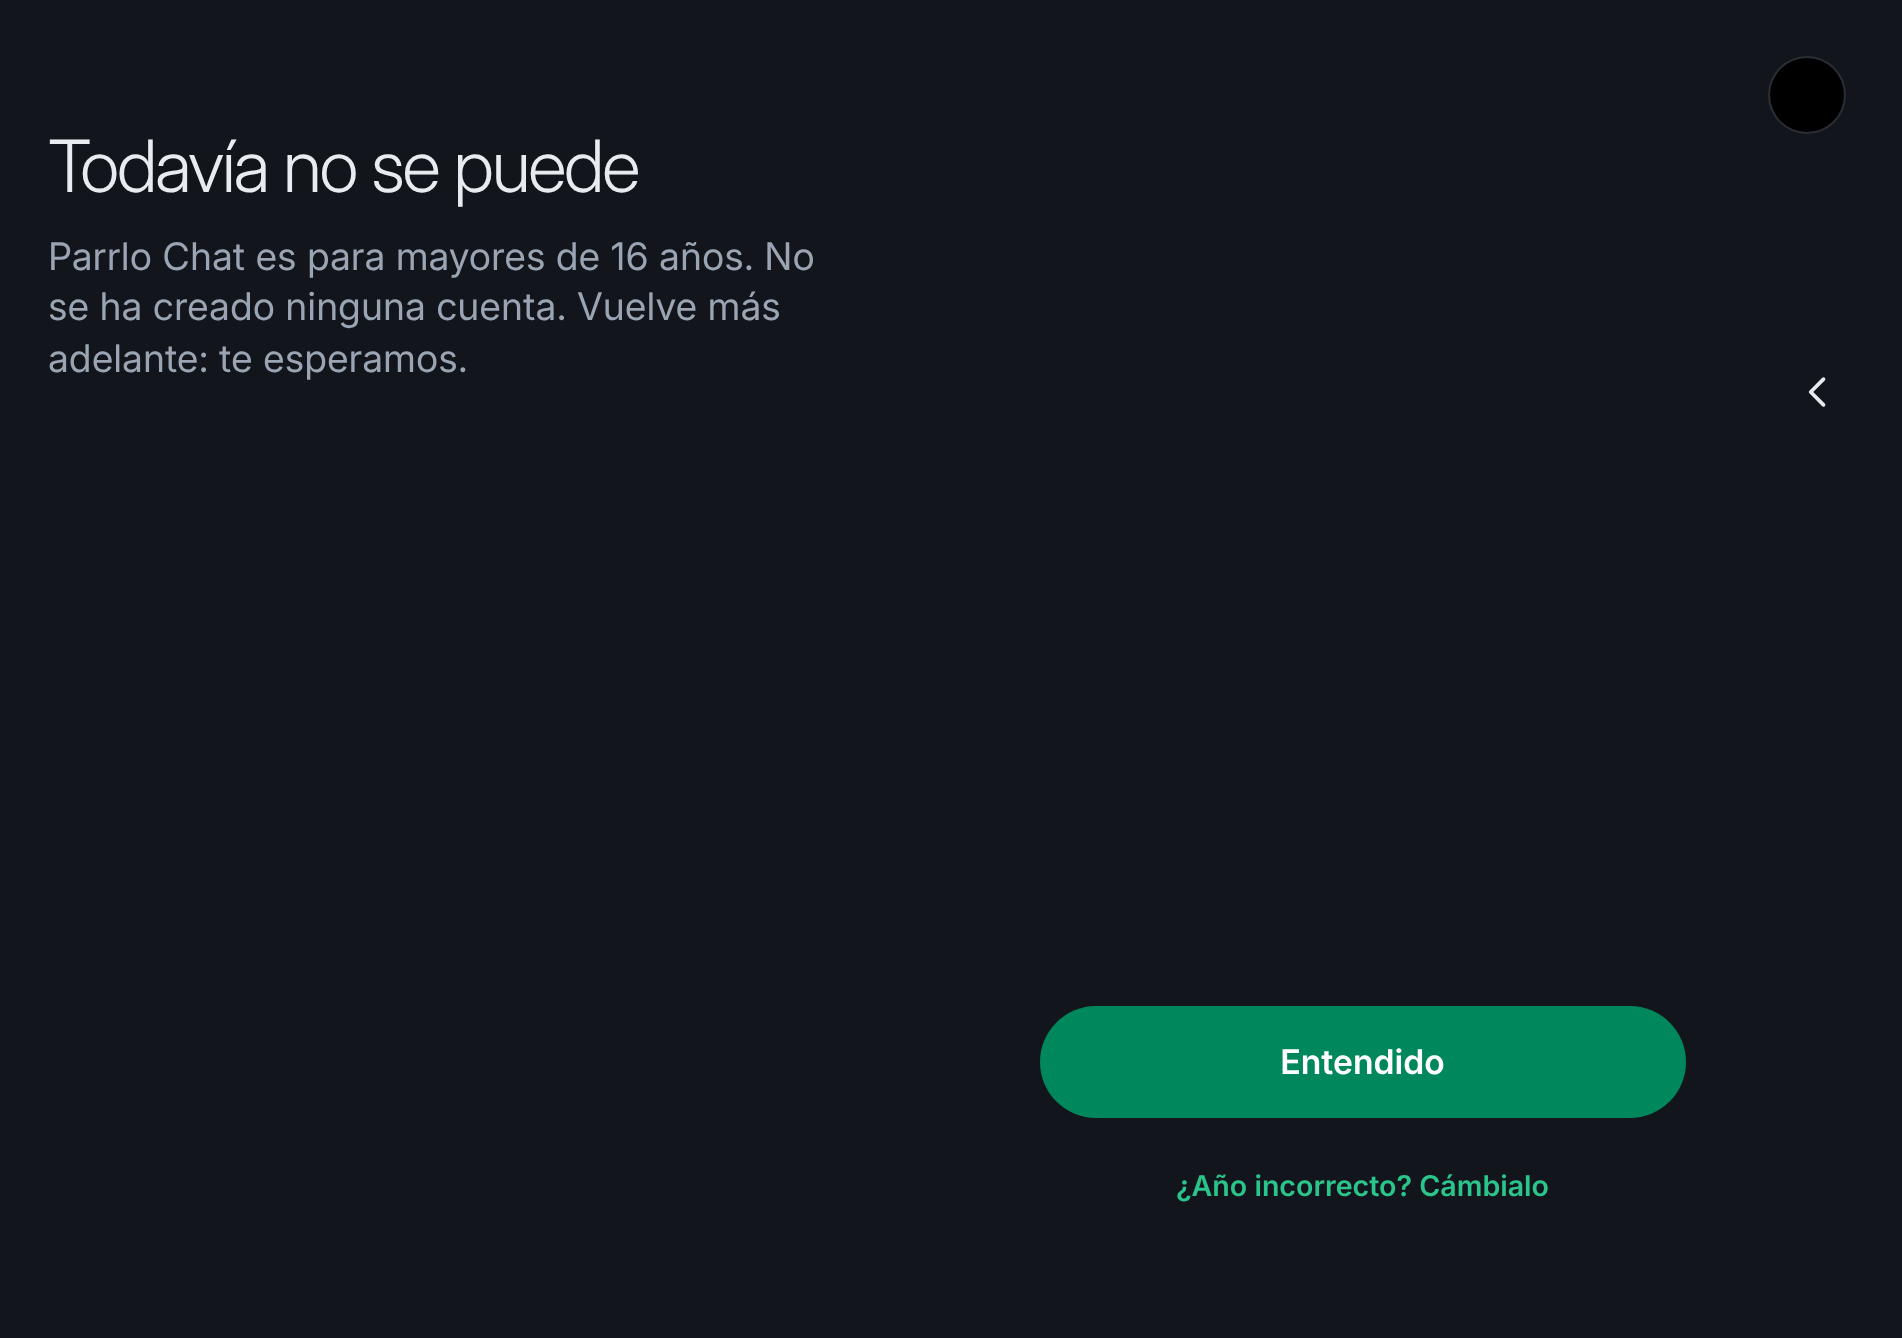 Todavía no se puede
Parrlo Chat es para mayores de 16 años. No
se ha creado ninguna cuenta. Vuelve más
adelante: te esperamos.
Entendido
¿Año incorrecto? Cámbialo